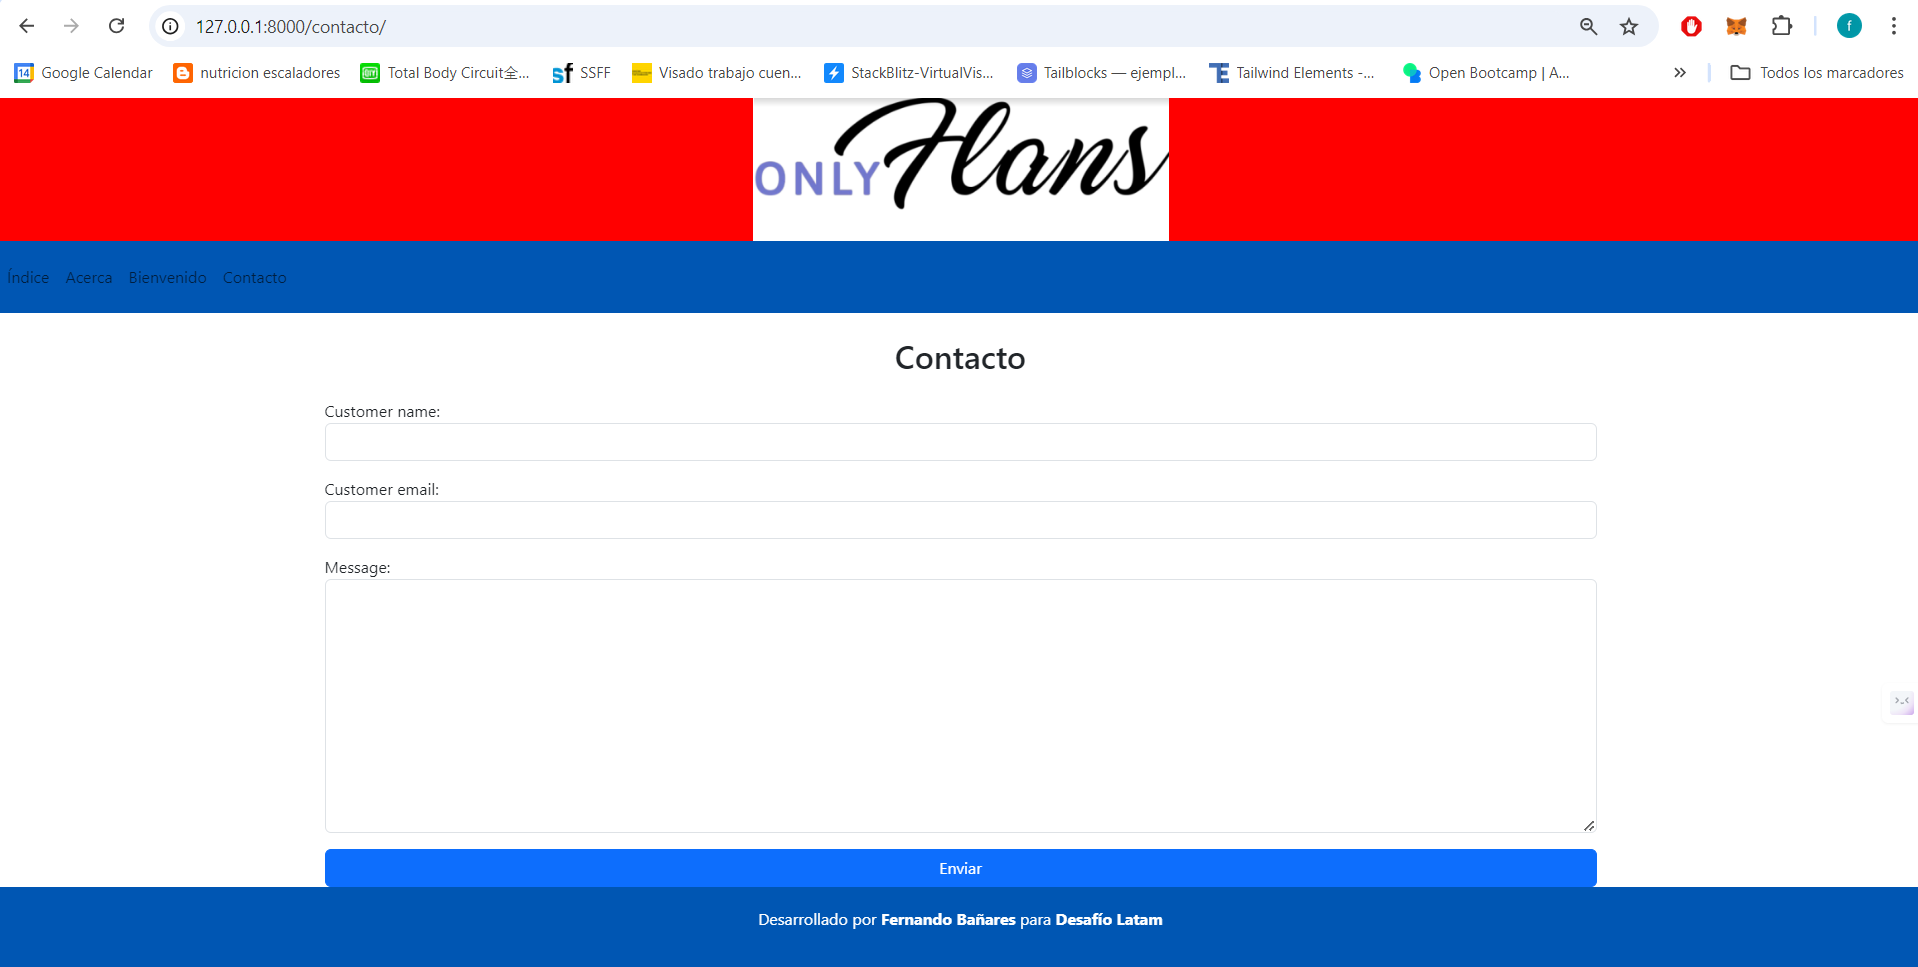 127.0.0.1:8000/contacto/
f
14 Google Calendar nutricion escaladores DIY Total Body Circuit全... sf SSFF Visado trabajo cuen... StackBlitz-VirtualVis... Tailblocks — ejempl... TE Tailwind Elements -... Open Bootcamp | A... » Todos los marcadores
ONLY Flans
Índice Acerca Bienvenido Contacto
Contacto
Customer name:
Customer email:
Message:
Enviar
Desarrollado por Fernando Bañares para Desafío Latam